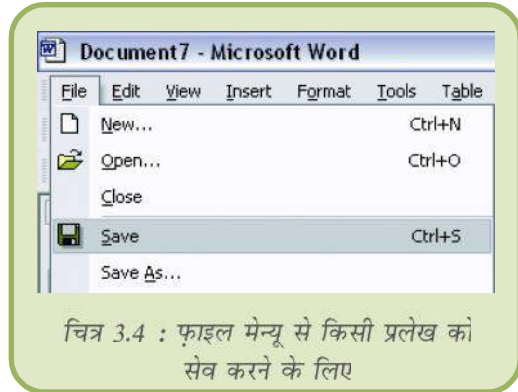 Document7 - Microsoft Word
File Edit View Insert Format Tools Table
New... Ctrl+N
Open... Ctrl+O
Close
Save Ctrl+S
Save As...
चित्र 3.4 : फ़ाइल मेन्यू से किसी प्रलेख को
सेव करने के लिए